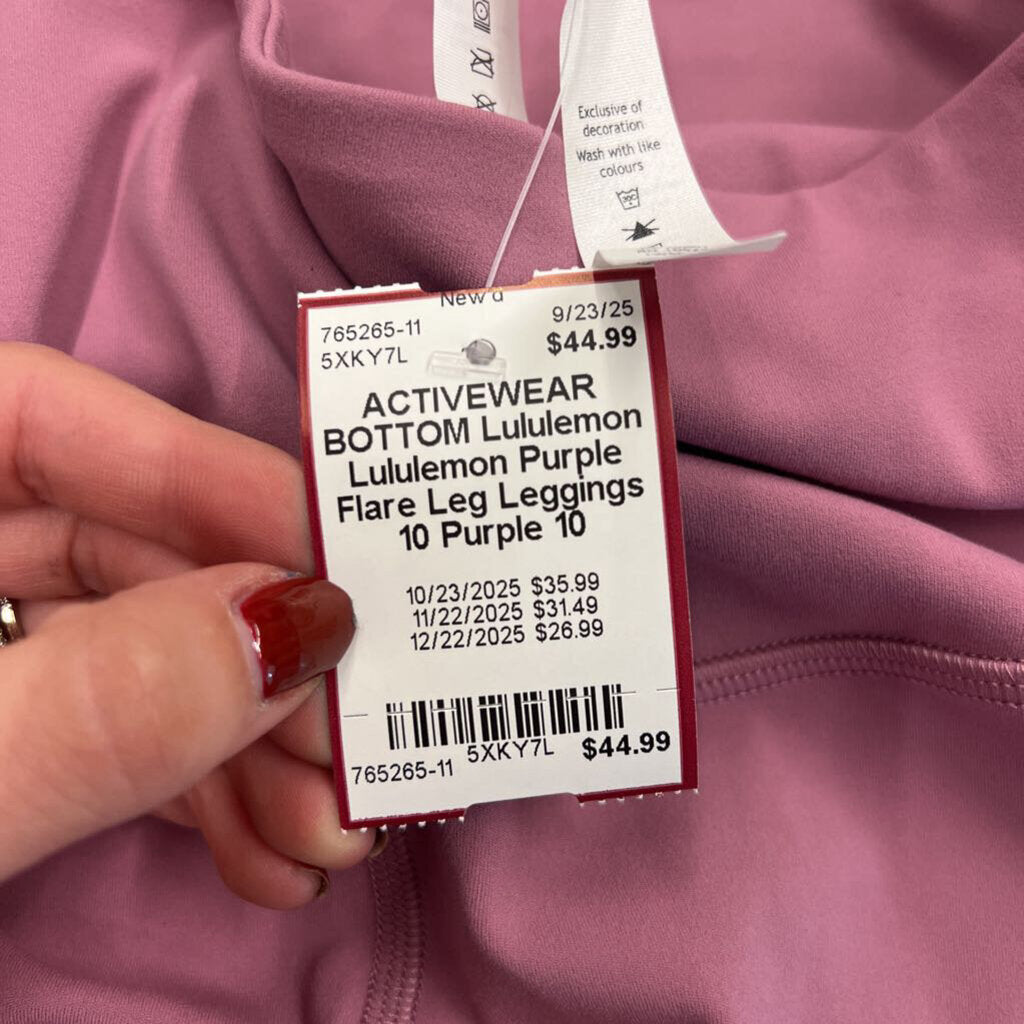 Exclusive of
decoration
Wash with like
colours
30C
New d
765265-11
9/23/25
5XKY7L
$44.99
ACTIVEWEAR
BOTTOM Lululemon
Lululemon Purple
Flare Leg Leggings
10 Purple 10
10/23/2025 $35.99
11/22/2025 $31.49
12/22/2025 $26.99
5XKY7L
$44.99
765265-11